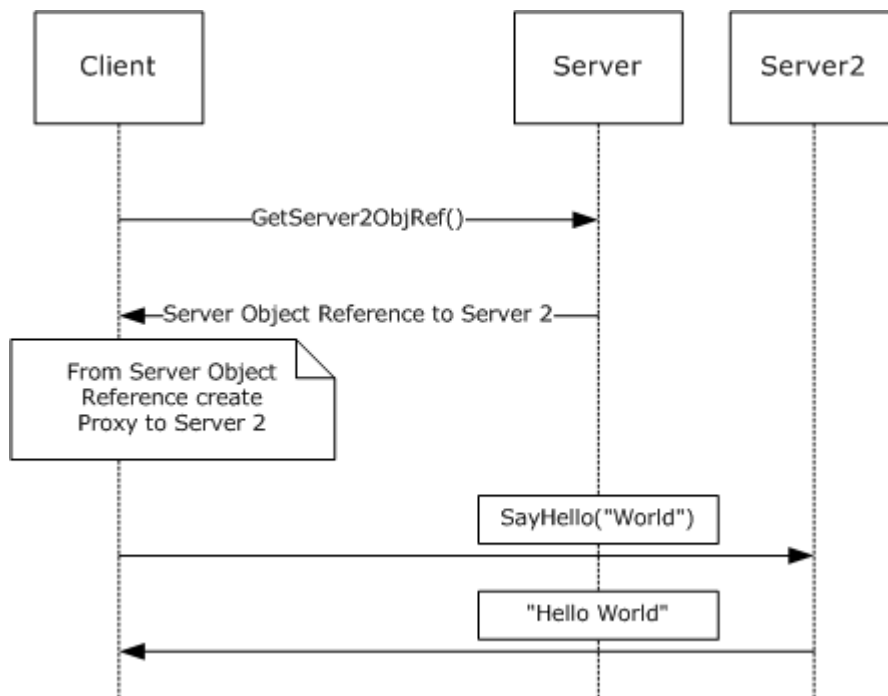 Client
Server
Server2
GetServer2ObjRef()
Server Object Reference to Server 2
From Server Object
Reference create
Proxy to Server 2
SayHello("World")
"Hello World"